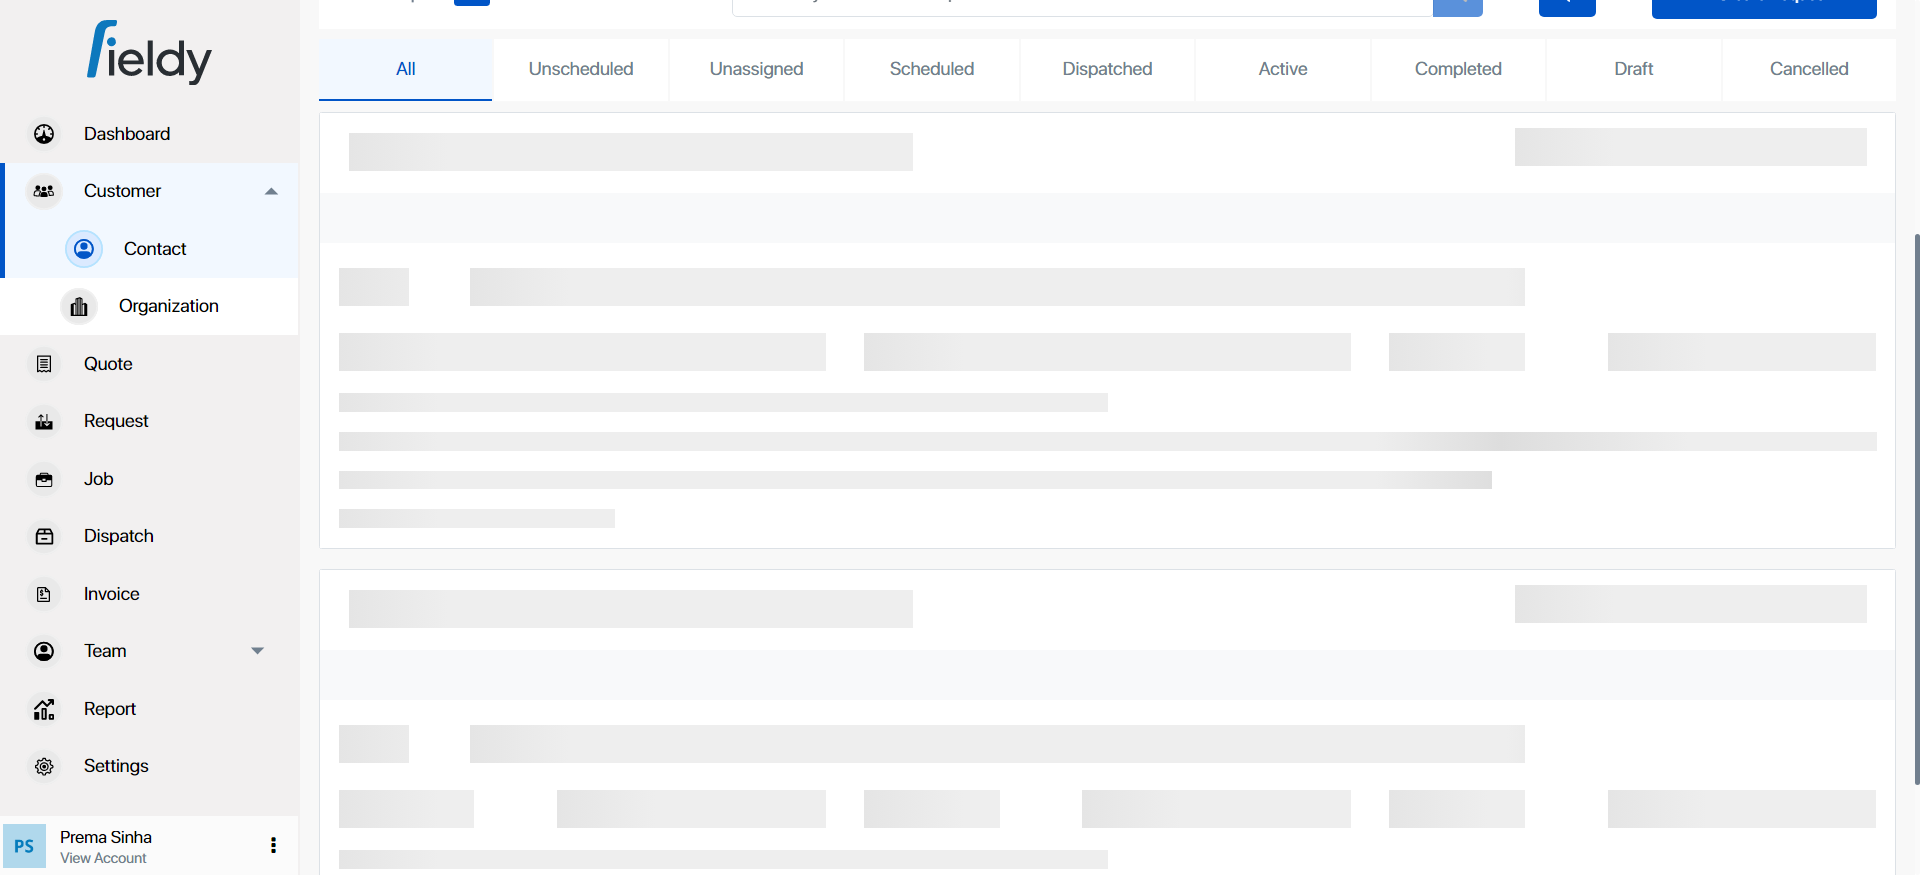 fieldy
Dashboard
Customer
Contact
Organization
Quote
Request
Job
Dispatch
Invoice
Team
Report
Settings
PS
Prema Sinha
View Account
All Unscheduled Unassigned Scheduled Dispatched Active Completed Draft Cancelled